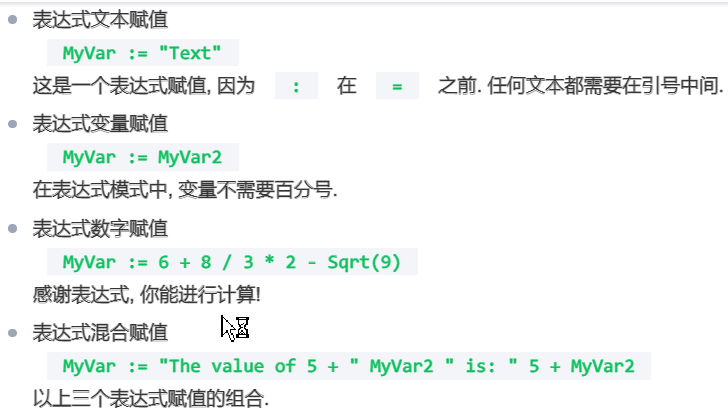 表达式文本赋值
MyVar := "Text"
这是一个表达式赋值, 因为 : 在 = 之前. 任何文本都需要在引号中间.
表达式变量赋值
MyVar := MyVar2
在表达式模式中, 变量不需要百分号.
表达式数字赋值
MyVar := 6 + 8 / 3 * 2 - Sqrt(9)
感谢表达式, 你能进行计算!
表达式混合赋值
MyVar := "The value of 5 + " MyVar2 " is: " 5 + MyVar2
以上三个表达式赋值的组合.